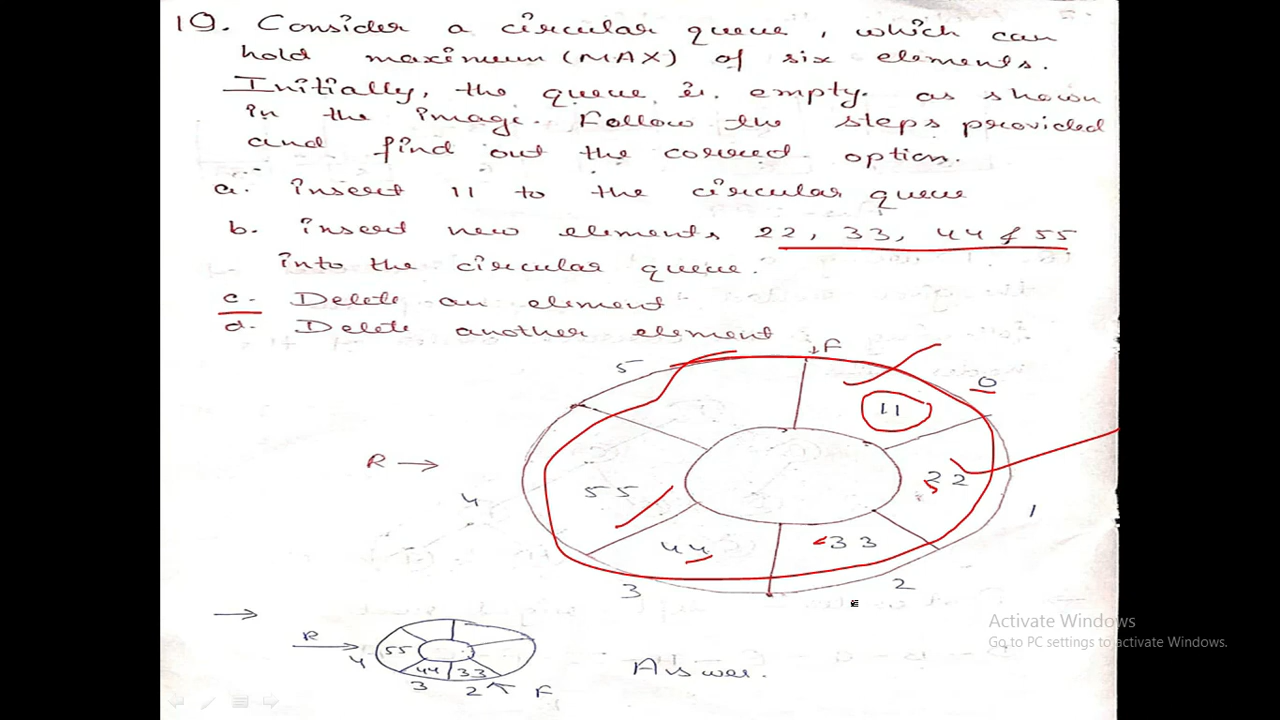 10. Consider a circular queue, which can
hold maximum (MAX) of six elements.
Initially, the queue is. empty. as shown
in the image. Follow the steps provided
and find out the correct option.
a. insert 11 to the circular queue
b. insert new elements 22, 33, 44 & 55
into the circular queue.
c. Delete an element
d. Delete another element
F
5
0
11
R
55
22
4
1
44
33
3
2
R
4
55
44
33
3
2
F
Answer.
Activate Windows
Go to PC settings to activate Windows.